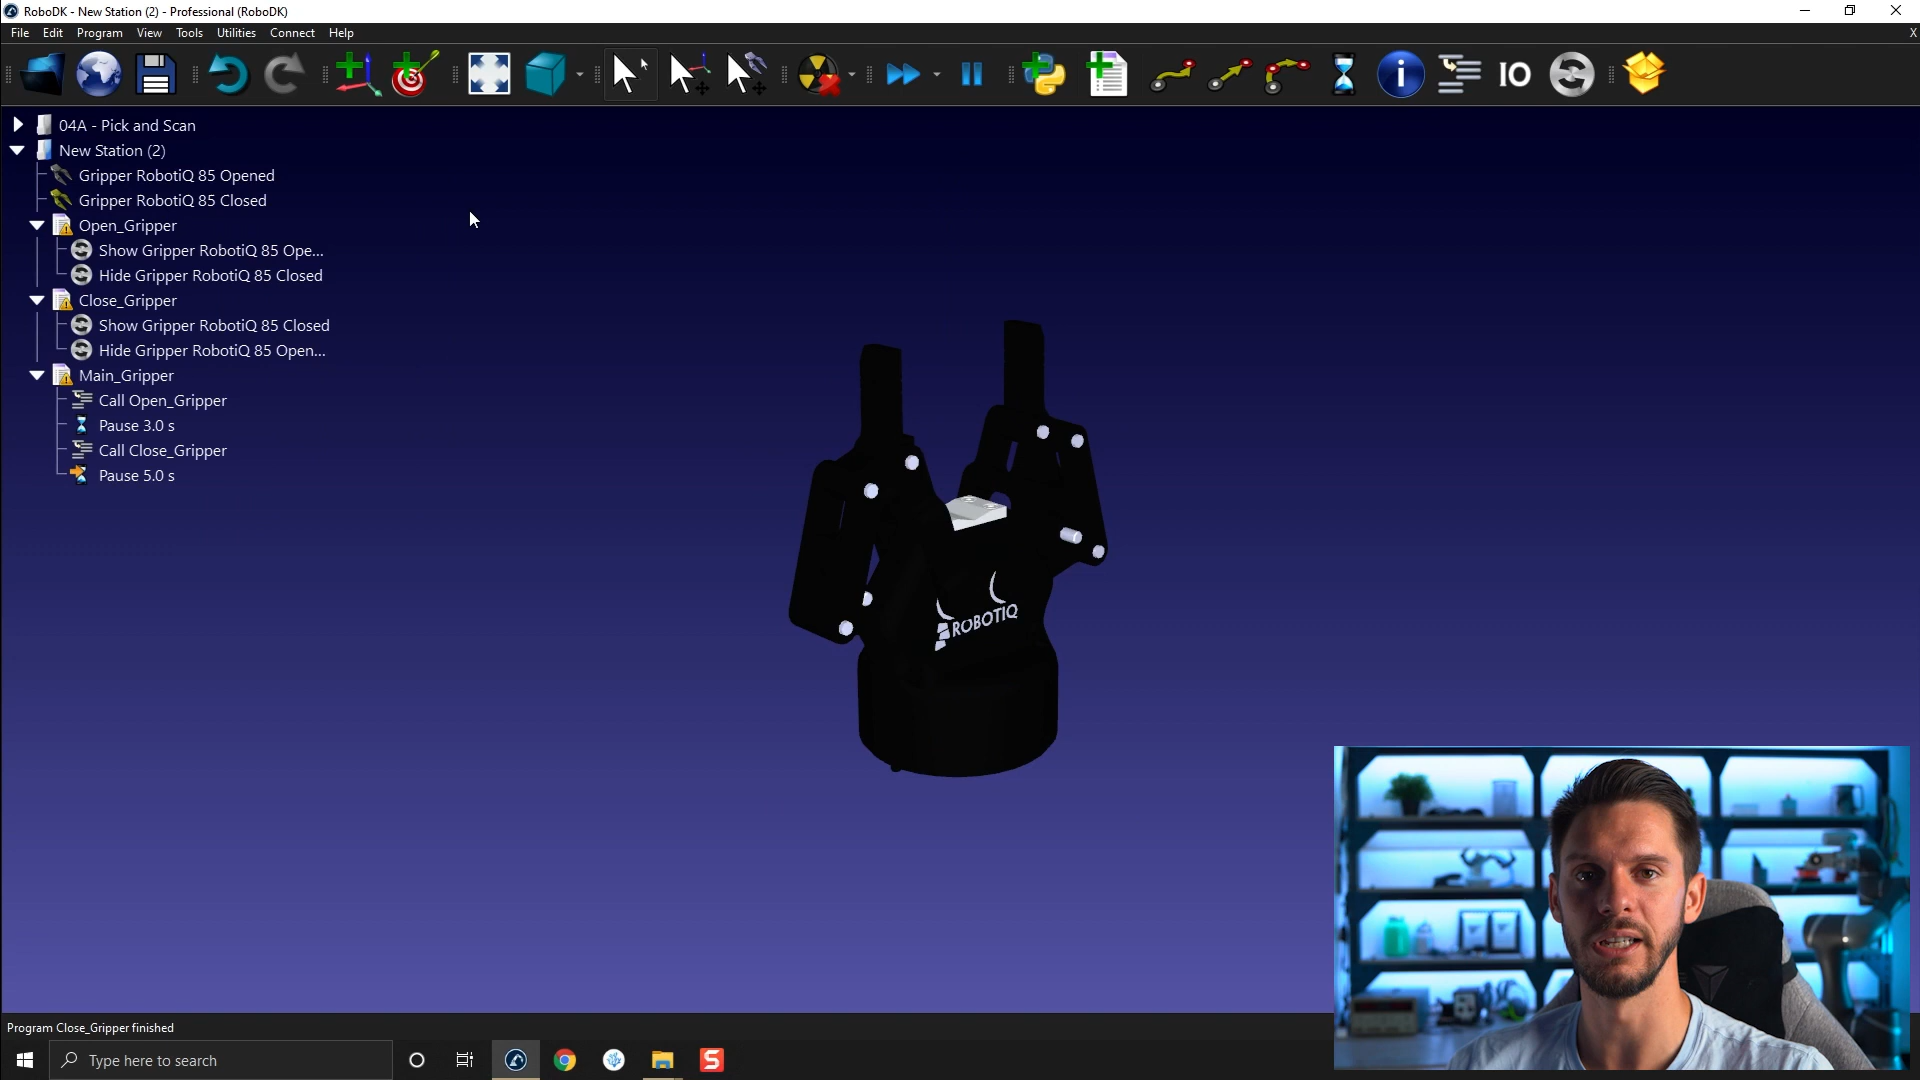 RoboDK - New Station (2) - Professional (RoboDK)
File Edit Program View Tools Utilities Connect Help
X
IO
04A - Pick and Scan
New Station (2)
Gripper RobotiQ 85 Opened
Gripper RobotiQ 85 Closed
Open_Gripper
Show Gripper RobotiQ 85 Ope...
Hide Gripper RobotiQ 85 Closed
Close_Gripper
Show Gripper RobotiQ 85 Closed
Hide Gripper RobotiQ 85 Open...
Main_Gripper
Call Open_Gripper
Pause 3.0 s
Call Close_Gripper
Pause 5.0 s
ROBOTIQ
Program Close_Gripper finished
Type here to search